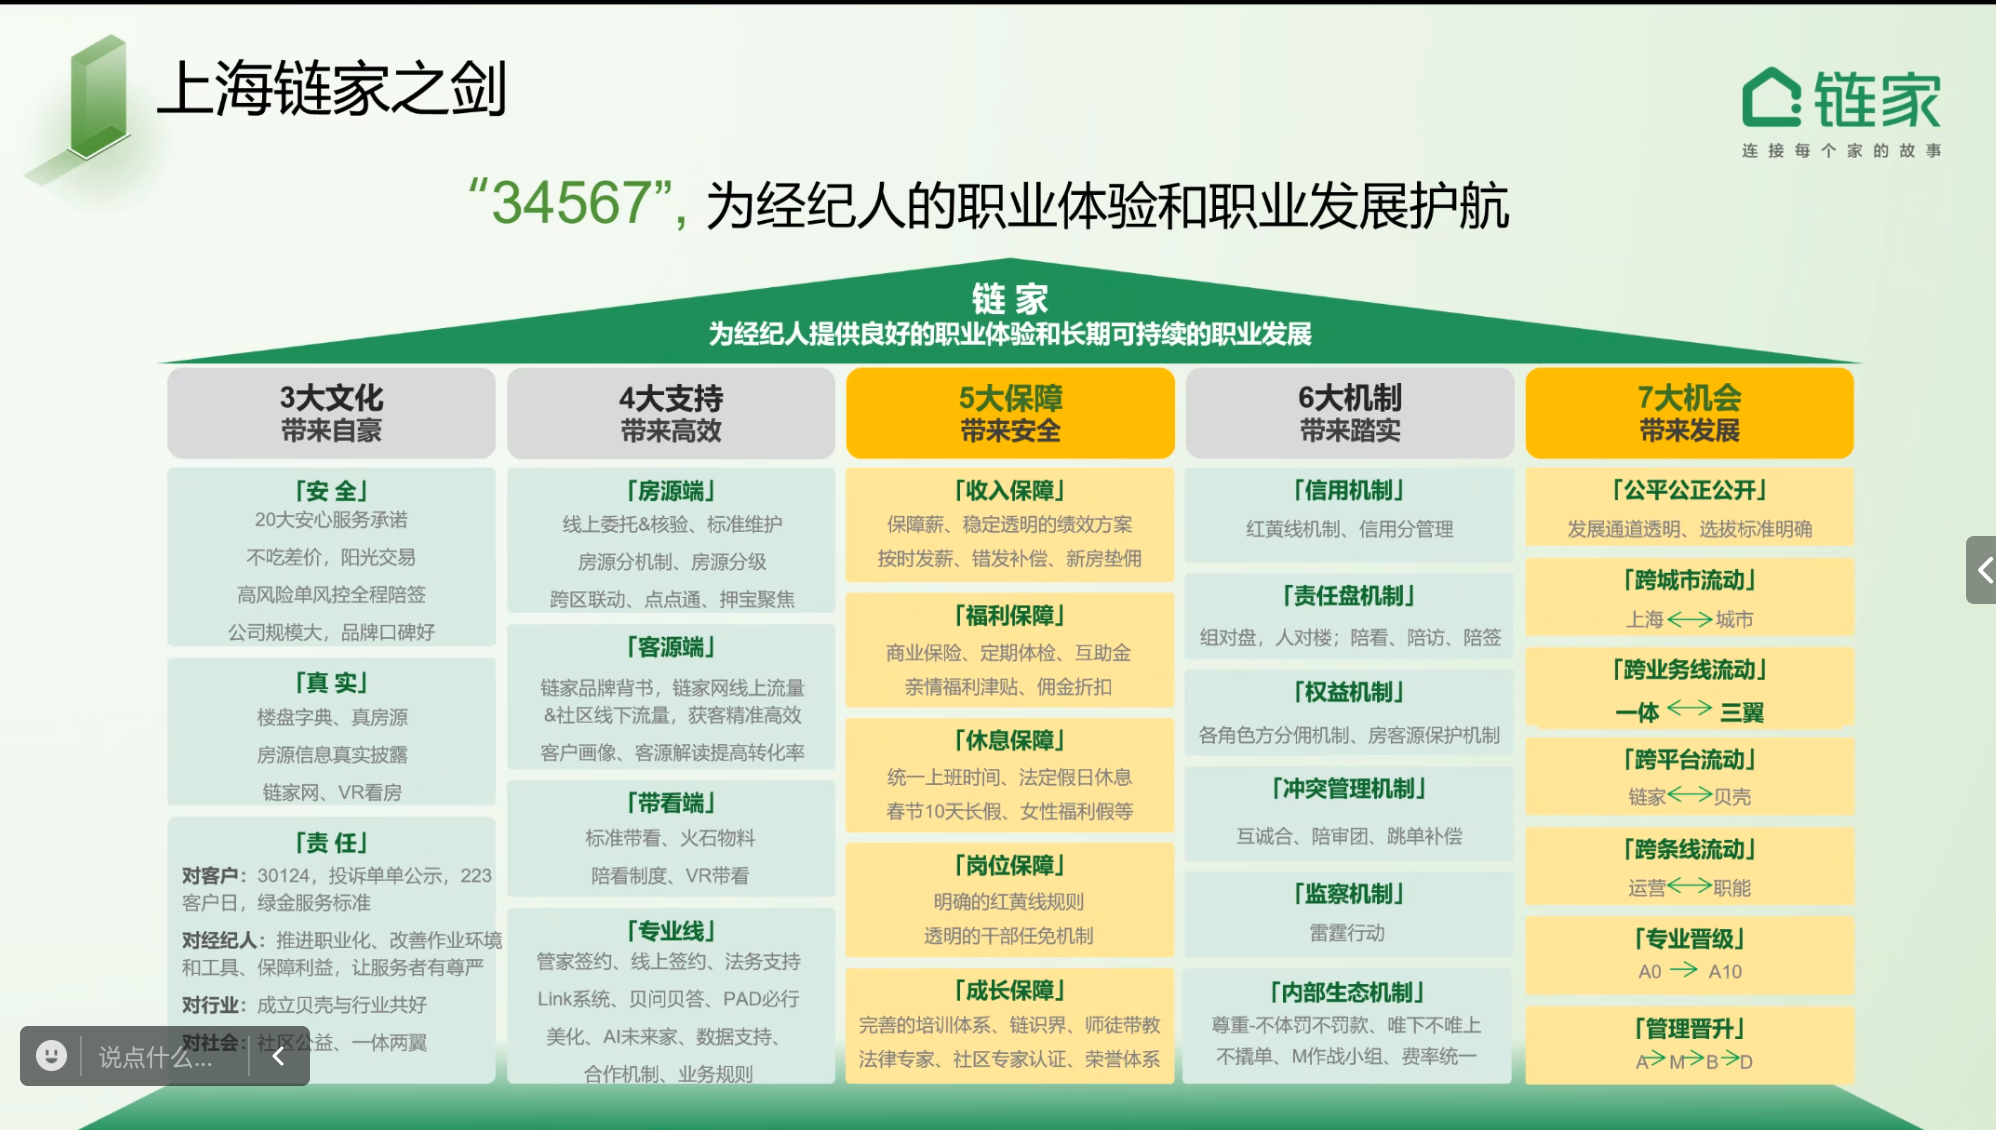 上海链家之剑
链家
连接每个家的故事
“34567”, 为经纪人的职业体验和职业发展护航
链 家
为经纪人提供良好的职业体验和长期可持续的职业发展
3大文化
带来自豪
「安 全」
20大安心服务承诺
不吃差价，阳光交易
高风险单风控全程陪签
公司规模大，品牌口碑好
「真 实」
楼盘字典、真房源
房源信息真实披露
链家网、VR看房
「责 任」
对客户：30124，投诉单单公示，223
客户日，绿金服务标准
对经纪人：推进职业化、改善作业环境
和工具、保障利益，让服务者有尊严
对行业：成立贝壳与行业共好
对社会：社区公益、一体两翼
说点什么...
4大支持
带来高效
「房源端」
线上委托&核验、标准维护
房源分机制、房源分级
跨区联动、点点通、押宝聚焦
「客源端」
链家品牌背书，链家网线上流量
&社区线下流量，获客精准高效
客户画像、客源解读提高转化率
「带看端」
标准带看、火石物料
陪看制度、VR带看
「专业线」
管家签约、线上签约、法务支持
Link系统、贝问贝答、PAD必行
美化、AI未来家、数据支持、
合作机制、业务规则
5大保障
带来安全
「收入保障」
保障薪、稳定透明的绩效方案
按时发薪、错发补偿、新房垫佣
「福利保障」
商业保险、定期体检、互助金
亲情福利津贴、佣金折扣
「休息保障」
统一上班时间、法定假日休息
春节10天长假、女性福利假等
「岗位保障」
明确的红黄线规则
透明的干部任免机制
「成长保障」
完善的培训体系、链识界、师徒带教
法律专家、社区专家认证、荣誉体系
6大机制
带来踏实
「信用机制」
红黄线机制、信用分管理
「责任盘机制」
组对盘，人对楼；陪看、陪访、陪签
「权益机制」
各角色方分佣机制、房客源保护机制
「冲突管理机制」
互诚合、陪审团、跳单补偿
「监察机制」
雷霆行动
「内部生态机制」
尊重-不体罚不罚款、唯下不唯上
不撬单、M作战小组、费率统一
7大机会
带来发展
「公平公正公开」
发展通道透明、选拔标准明确
「跨城市流动」
上海⟷城市
「跨业务线流动」
一体⟷三翼
「跨平台流动」
链家⟷贝壳
「跨条线流动」
运营⟷职能
「专业晋级」
A0→A10
「管理晋升」
A→M→B→D